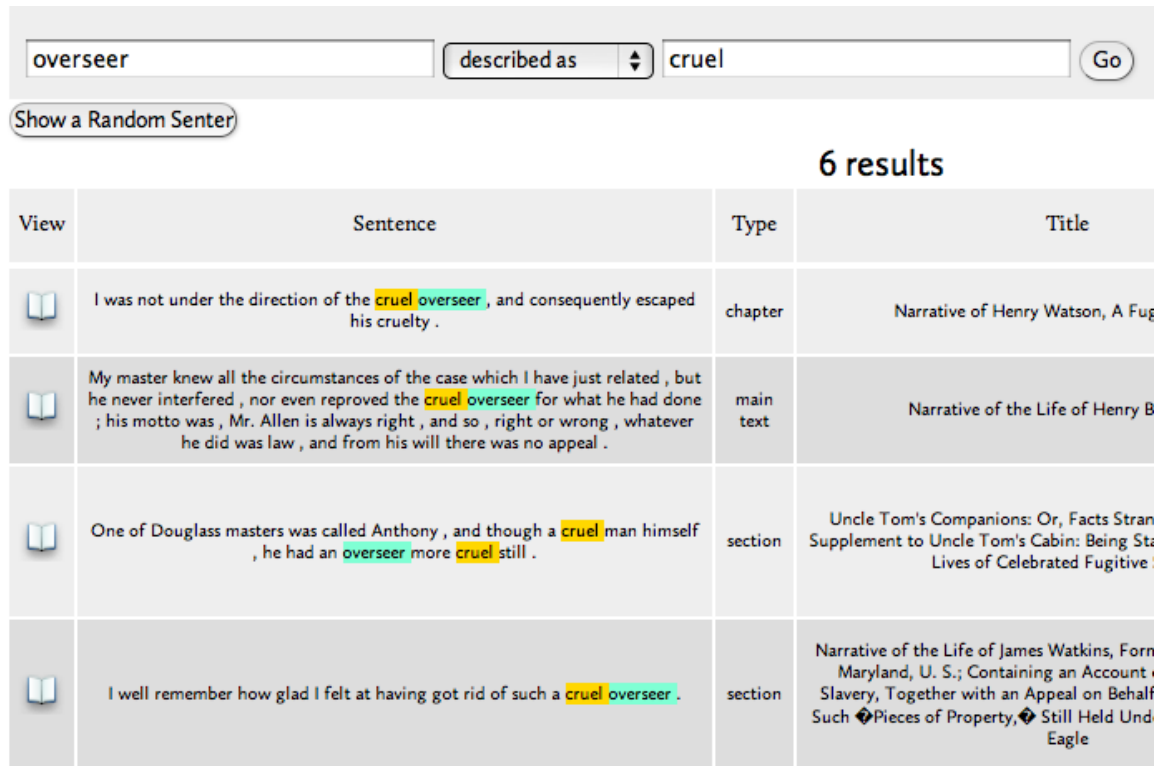 overseer described as cruel Go
Show a Random Senter
6 results
View Sentence Type Title
I was not under the direction of the cruel overseer , and consequently escaped
his cruelty .
chapter
Narrative of Henry Watson, A Fug
My master knew all the circumstances of the case which I have just related , but
he never interfered , nor even reproved the cruel overseer for what he had done
; his motto was , Mr. Allen is always right , and so , right or wrong , whatever
he did was law , and from his will there was no appeal .
main
text
Narrative of the Life of Henry B
One of Douglass masters was called Anthony , and though a cruel man himself
, he had an overseer more cruel still .
section
Uncle Tom's Companions: Or, Facts Stran
Supplement to Uncle Tom's Cabin: Being Sta
Lives of Celebrated Fugitive
I well remember how glad I felt at having got rid of such a cruel overseer .
section
Narrative of the Life of James Watkins, Form
Maryland, U. S.; Containing an Account
Slavery, Together with an Appeal on Behalf
Such �Pieces of Property,� Still Held Unde
Eagle